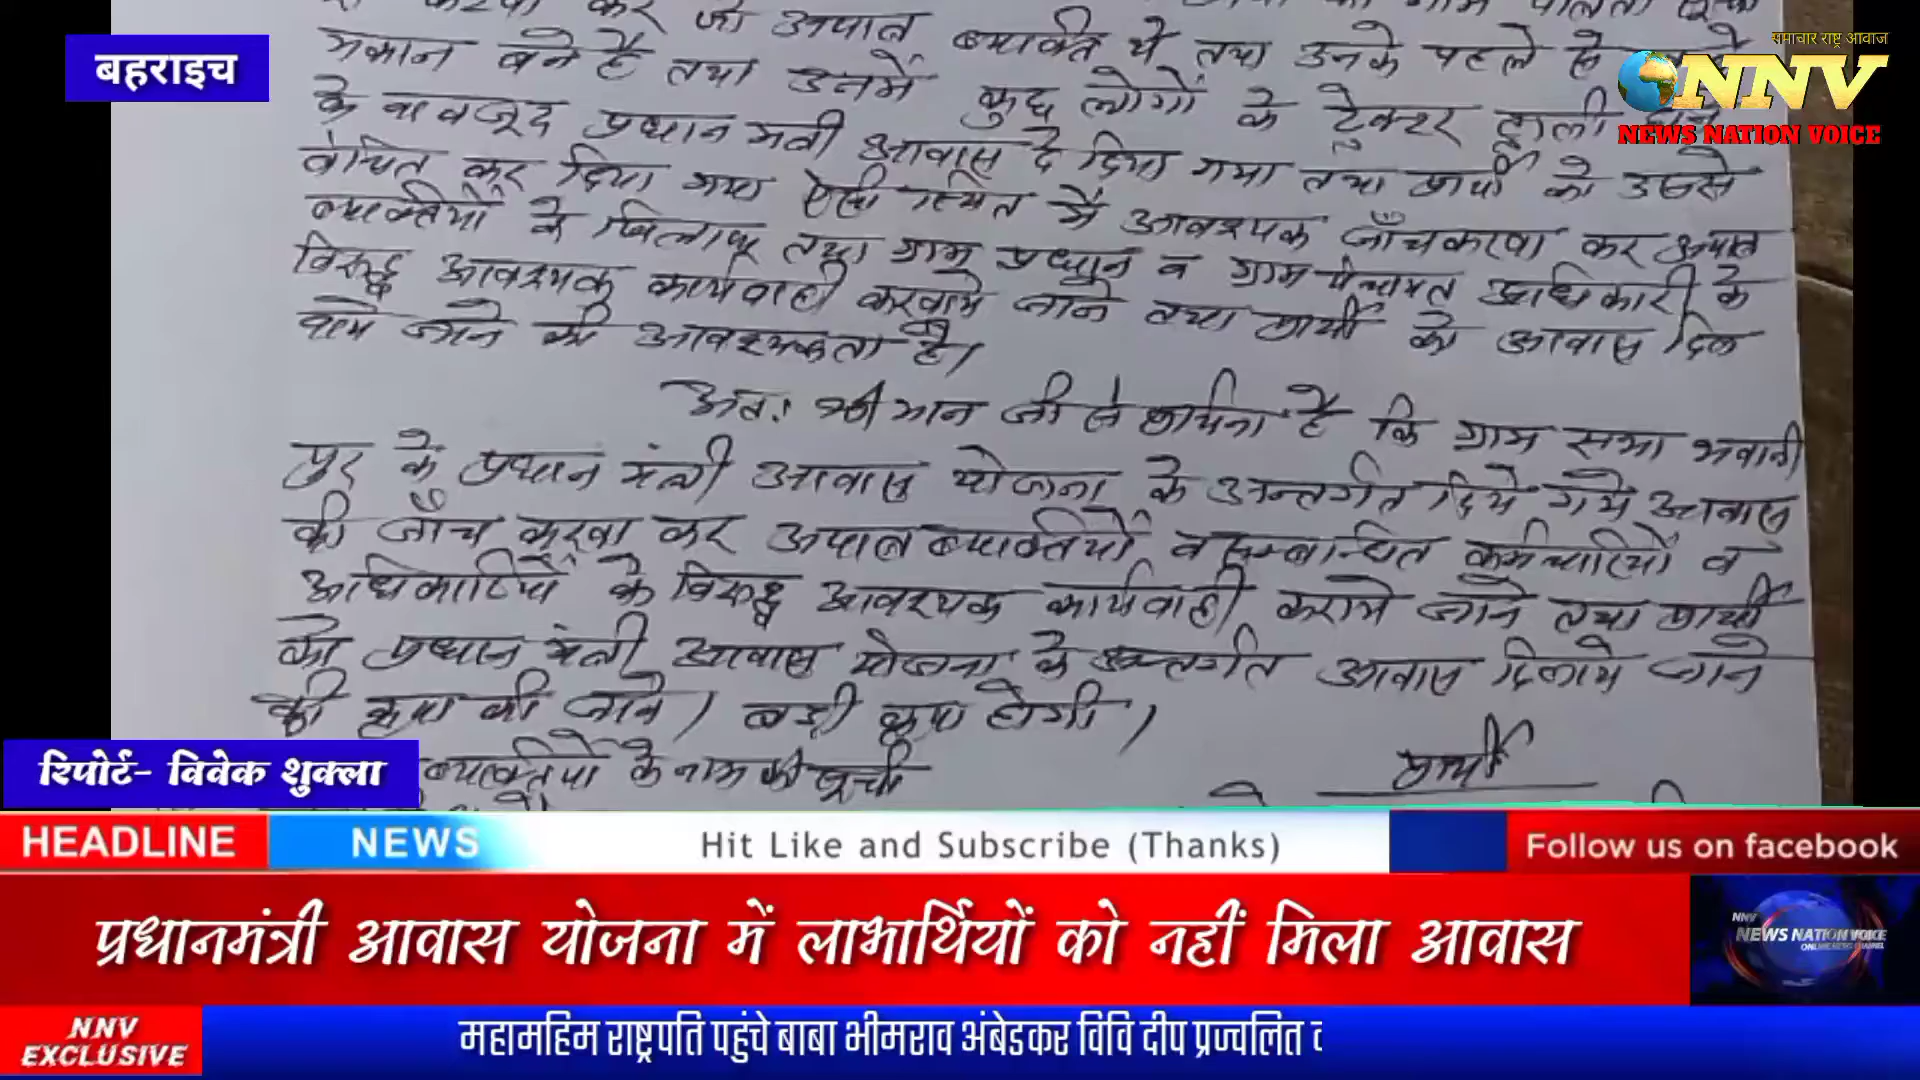 बहराइच
समाचार राष्ट्र आवाज
NNV
NEWS NATION VOICE
जो अपात्र व्यक्ति थे तथा उनके पहले से
मकान बने है तथा उनमें कुछ लोगों के ट्रैक्टर ट्राली
के बावजूद प्रधान मंत्री आवास दे दिया गया तथा प्रार्थी को उससे
वंचित कर दिया गया ऐसी स्थित में आवश्यक जाँच करवा कर अपात्र
व्यक्तियों के खिलाफ तथा ग्राम प्रधान व ग्राम पंचायत अधिकारी के
विरुद्ध आवश्यक कार्यवाही करवाये जाने तथा प्रार्थी को आवास दिल
वाये जाने की आवश्यकता है।
अतः श्री मान जी से प्रार्थना है कि ग्राम सभा भवानी
पुर के प्रधान मंत्री आवास योजना के अन्तर्गत दिये गये आवास
की जाँच करवा कर अपात्र व्यक्तियों व सम्बन्धित कर्मचारियों व
अधिकारियों के विरुद्ध आवश्यक कार्यवाही कराये जाने तथा प्रार्थी
को प्रधान मंत्री आवास योजना के अन्तर्गत आवास दिलाये जाने
की कृपा की जाने। बड़ी कृपा होगी।
व्यक्तियों के नाम की सूची
प्रार्थी
रिपोर्ट- विवेक शुक्ला
HEADLINE NEWS Hit Like and Subscribe (Thanks) Follow us on facebook
प्रधानमंत्री आवास योजना में लाभार्थियों को नहीं मिला आवास
NNV
NEWS NATION VOICE
ONLINE NEWS CHANNEL
NNV
EXCLUSIVE
महामहिम राष्ट्रपति पहुंचे बाबा भीमराव अंबेडकर विवि दीप प्रज्वलित